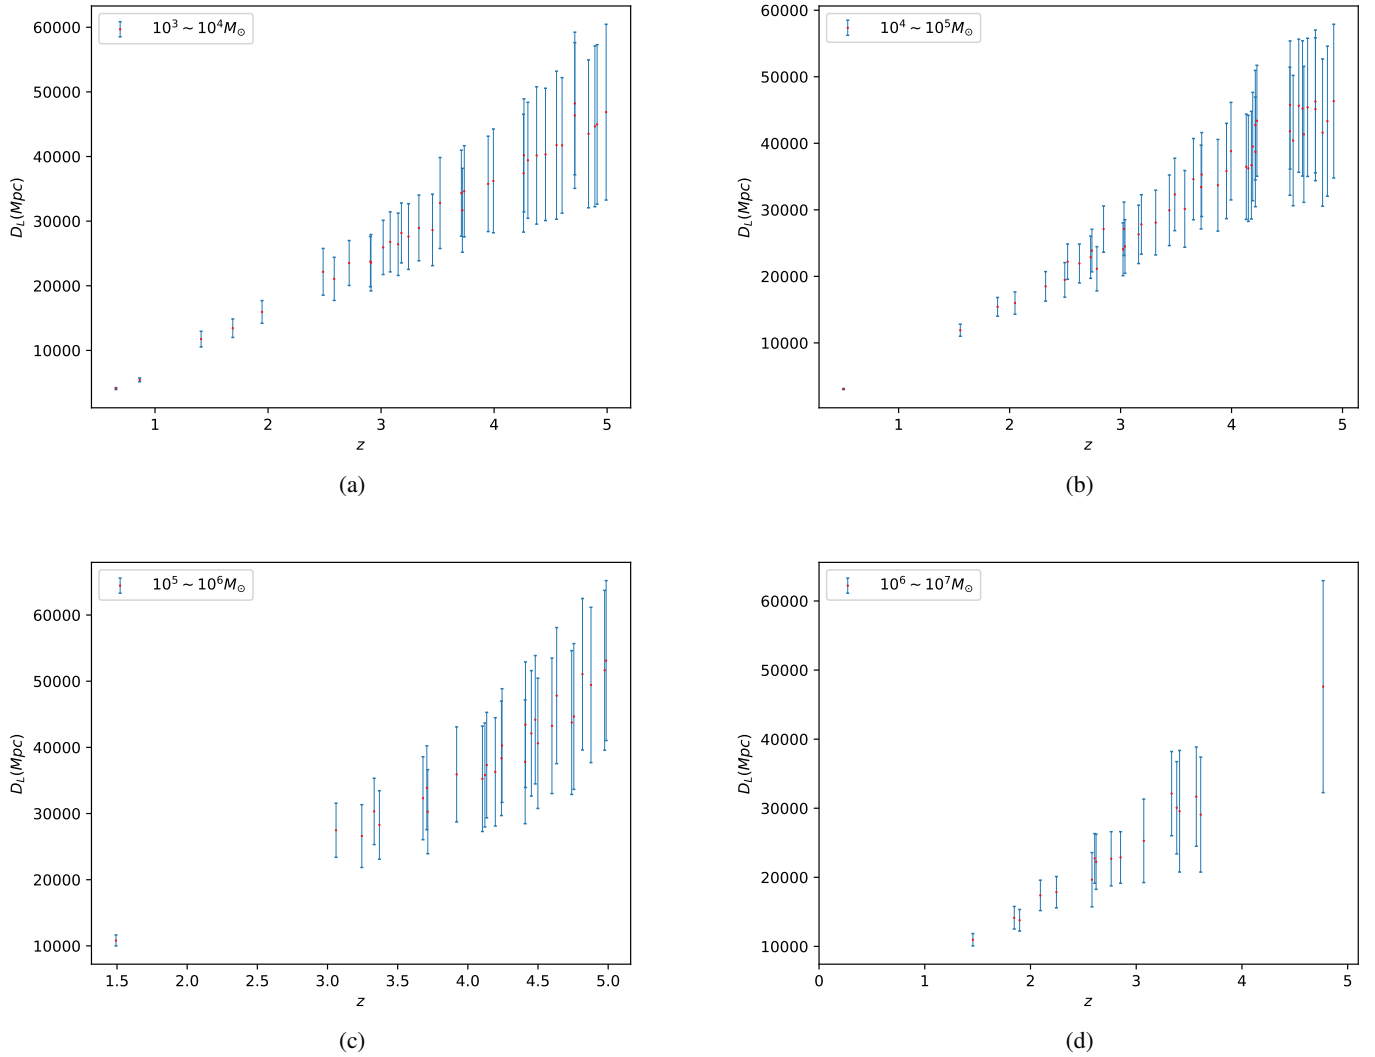 10³ ~ 10⁴M⊙
60000
50000
40000
30000
20000
10000
D_L(Mpc)
1 2 3 4 5
z
(a)
10⁴ ~ 10⁵M⊙
60000
50000
40000
30000
20000
10000
D_L(Mpc)
1 2 3 4 5
z
(b)
10⁵ ~ 10⁶M⊙
60000
50000
40000
30000
20000
10000
D_L(Mpc)
1.5 2.0 2.5 3.0 3.5 4.0 4.5 5.0
z
(c)
10⁶ ~ 10⁷M⊙
60000
50000
40000
30000
20000
10000
D_L(Mpc)
0 1 2 3 4 5
z
(d)